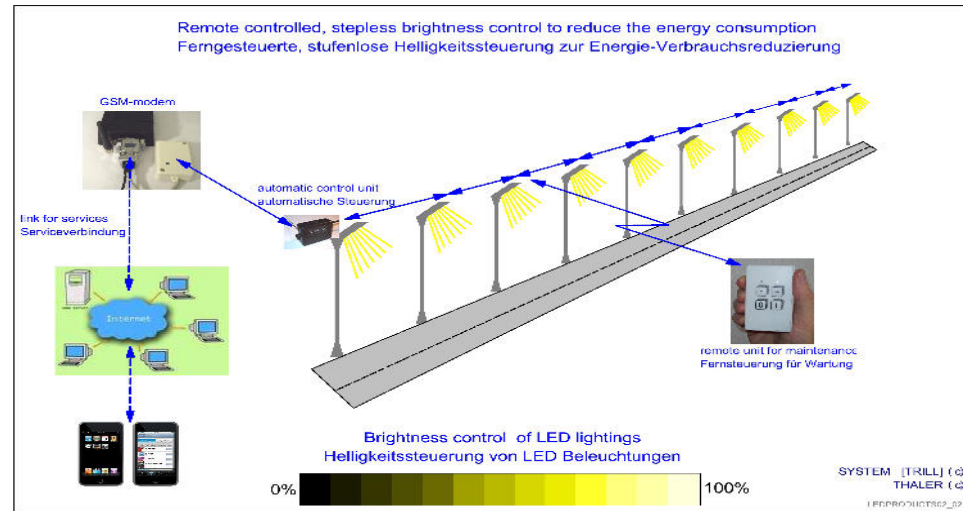 Remote controlled, stepless brightness control to reduce the energy consumption
Ferngesteuerte, stufenlose Helligkeitssteuerung zur Energie-Verbrauchsreduzierung
GSM-modem
automatic control unit
automatische Steuerung
link for services
Serviceverbindung
Internet
remote unit for maintenance
Fernsteuerung für Wartung
Brightness control of LED lightings
Helligkeitssteuerung von LED Beleuchtungen
0%
100%
SYSTEM [TRILL] (c)
THALER (c)
LEDPRODUCTS02_02